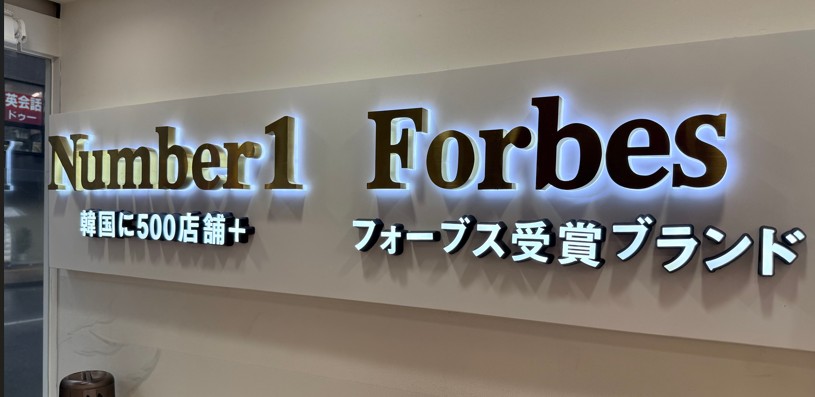 Number1
韓国に500店舗+
Forbes
フォーブス受賞ブランド
英会話
ドゥー